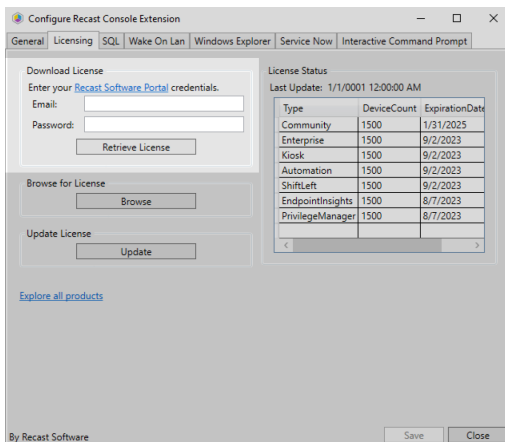 Configure Recast Console Extension
General Licensing SQL Wake On Lan Windows Explorer Service Now Interactive Command Prompt
Download License
Enter your Recast Software Portal credentials.
Email:
Password:
Retrieve License
Browse for License
Browse
Update License
Update
Explore all products
License Status
Last Update: 1/1/0001 12:00:00 AM
Type DeviceCount ExpirationDate
Community 1500 1/31/2025
Enterprise 1500 9/2/2023
Kiosk 1500 9/2/2023
Automation 1500 9/2/2023
ShiftLeft 1500 9/2/2023
EndpointInsights 1500 8/7/2023
PrivilegeManager 1500 8/7/2023
By Recast Software
Save Close